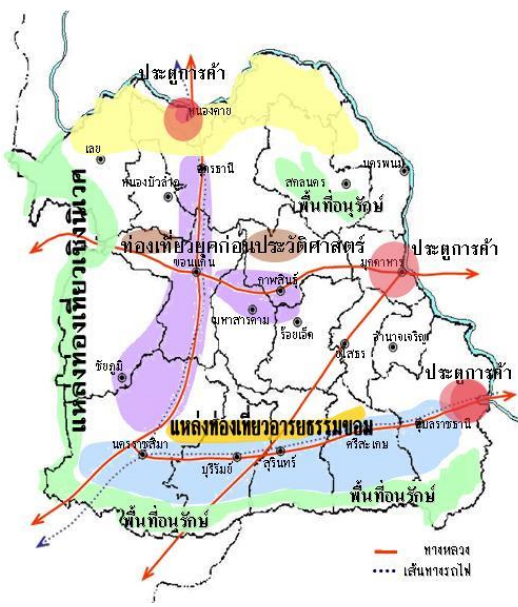 ประตูการค้า
หนองคาย
เลย
อุดรธานี
หนองบัวลำภู
สกลนคร
นครพนม
พื้นที่อนุรักษ์
ท่องเที่ยวยุคก่อนประวัติศาสตร์
ประตูการค้า
ขอนแก่น
กาฬสินธุ์
มุกดาหาร
แหล่งท่องเที่ยวเชิงนิเวศ
มหาสารคาม
ร้อยเอ็ด
ยโสธร
อำนาจเจริญ
ชัยภูมิ
ประตูการค้า
แหล่งท่องเที่ยวอารยธรรมขอม
อุบลราชธานี
นครราชสีมา
บุรีรัมย์
สุรินทร์
ศรีสะเกษ
พื้นที่อนุรักษ์
พื้นที่อนุรักษ์
ทางหลวง
เส้นทางรถไฟ